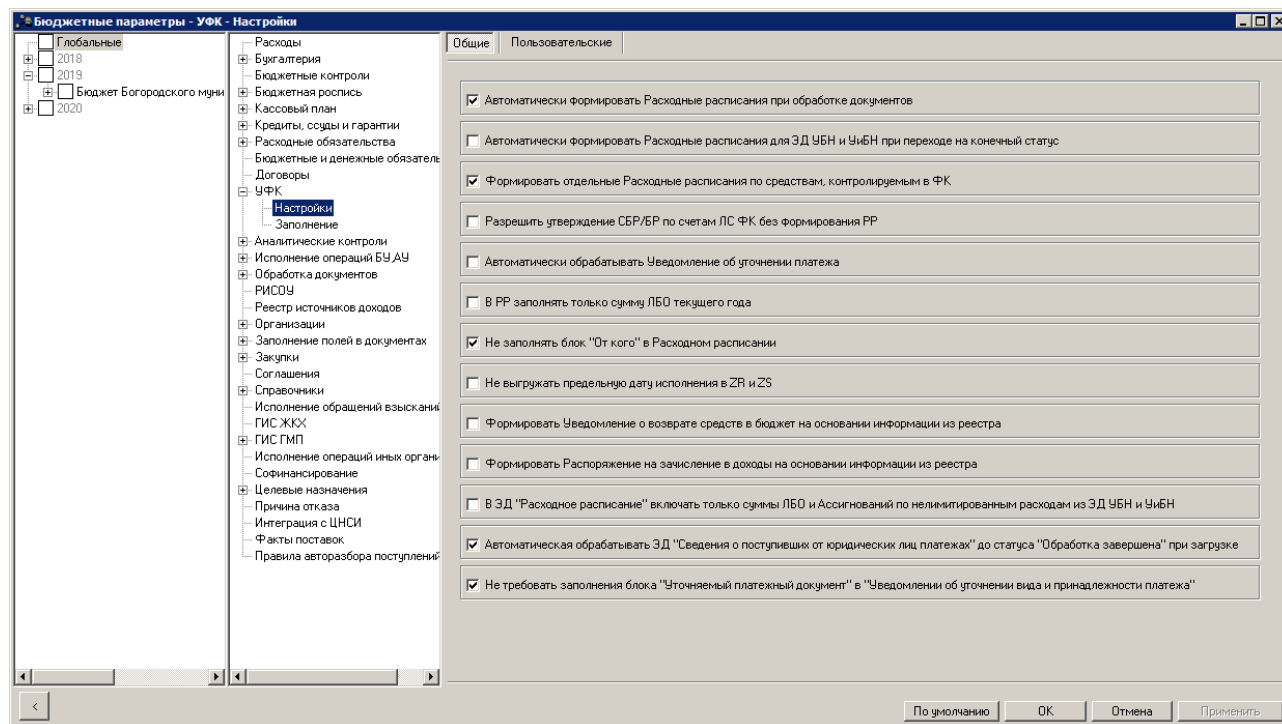 Бюджетные параметры - УФК - Настройки
Глобальные
2018
2019
Бюджет Богородского муни
2020
Расходы
Бухгалтерия
Бюджетные контроли
Бюджетная роспись
Кассовый план
Кредиты, ссуды и гарантии
Расходные обязательства
Бюджетные и денежные обязатель
Договоры
УФК
Настройки
Заполнение
Аналитические контроли
Исполнение операций БУ,АУ
Обработка документов
РИСОУ
Реестр источников доходов
Организации
Заполнение полей в документах
Закупки
Соглашения
Справочники
Исполнение обращений взысканий
ГИС ЖКХ
ГИС ГМП
Исполнение операций иных органи
Софинансирование
Целевые назначения
Причина отказа
Интеграция с ЦНСИ
Факты поставок
Правила авторазбора поступлений
Общие Пользовательские
Автоматически формировать Расходные расписания при обработке документов
Автоматически формировать Расходные расписания для ЭД УБН и УиБН при переходе на конечный статус
Формировать отдельные Расходные расписания по средствам, контролируемым в ФК
Разрешить утверждение СБР/БР по счетам ЛС ФК без формирования РР
Автоматически обрабатывать Уведомление об уточнении платежа
В РР заполнять только сумму ЛБО текущего года
Не заполнять блок "От кого" в Расходном расписании
Не выгружать предельную дату исполнения в ZR и ZS
Формировать Уведомление о возврате средств в бюджет на основании информации из реестра
Формировать Распоряжение на зачисление в доходы на основании информации из реестра
В ЭД "Расходное расписание" включать только суммы ЛБО и Ассигнований по нелимитированным расходам из ЭД УБН и УиБН
Автоматическая обрабатывать ЭД "Сведения о поступивших от юридических лиц платежах" до статуса "Обработка завершена" при загрузке
Не требовать заполнения блока "Уточняемый платежный документ" в "Уведомлении об уточнении вида и принадлежности платежа"
< По умолчанию OK Отмена Применить